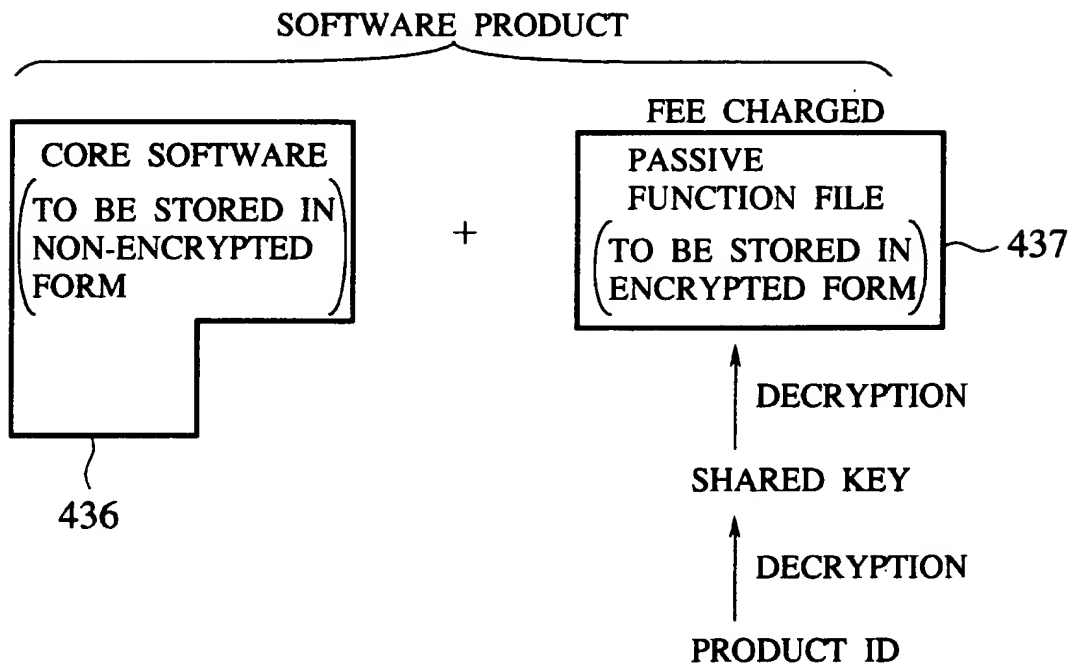 SOFTWARE PRODUCT
CORE SOFTWARE
(TO BE STORED IN
NON-ENCRYPTED
FORM)
436
+
FEE CHARGED
PASSIVE
FUNCTION FILE
(TO BE STORED IN
ENCRYPTED FORM)
437
DECRYPTION
SHARED KEY
DECRYPTION
PRODUCT ID